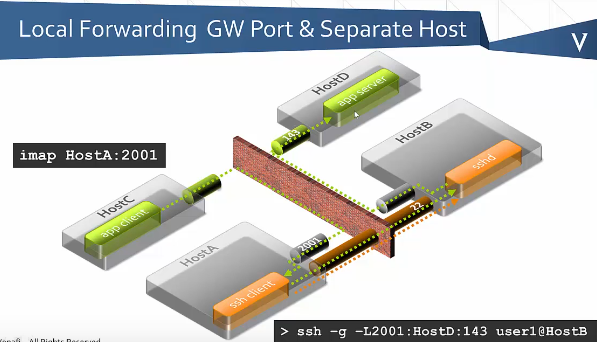 Local Forwarding GW Port & Separate Host
V
HostD
app server
143
HostB
sshd
imap HostA:2001
22
HostC
app client
HostA
2001
ssh client
> ssh -g -L2001:HostD:143 user1@HostB
All Rights Reserved